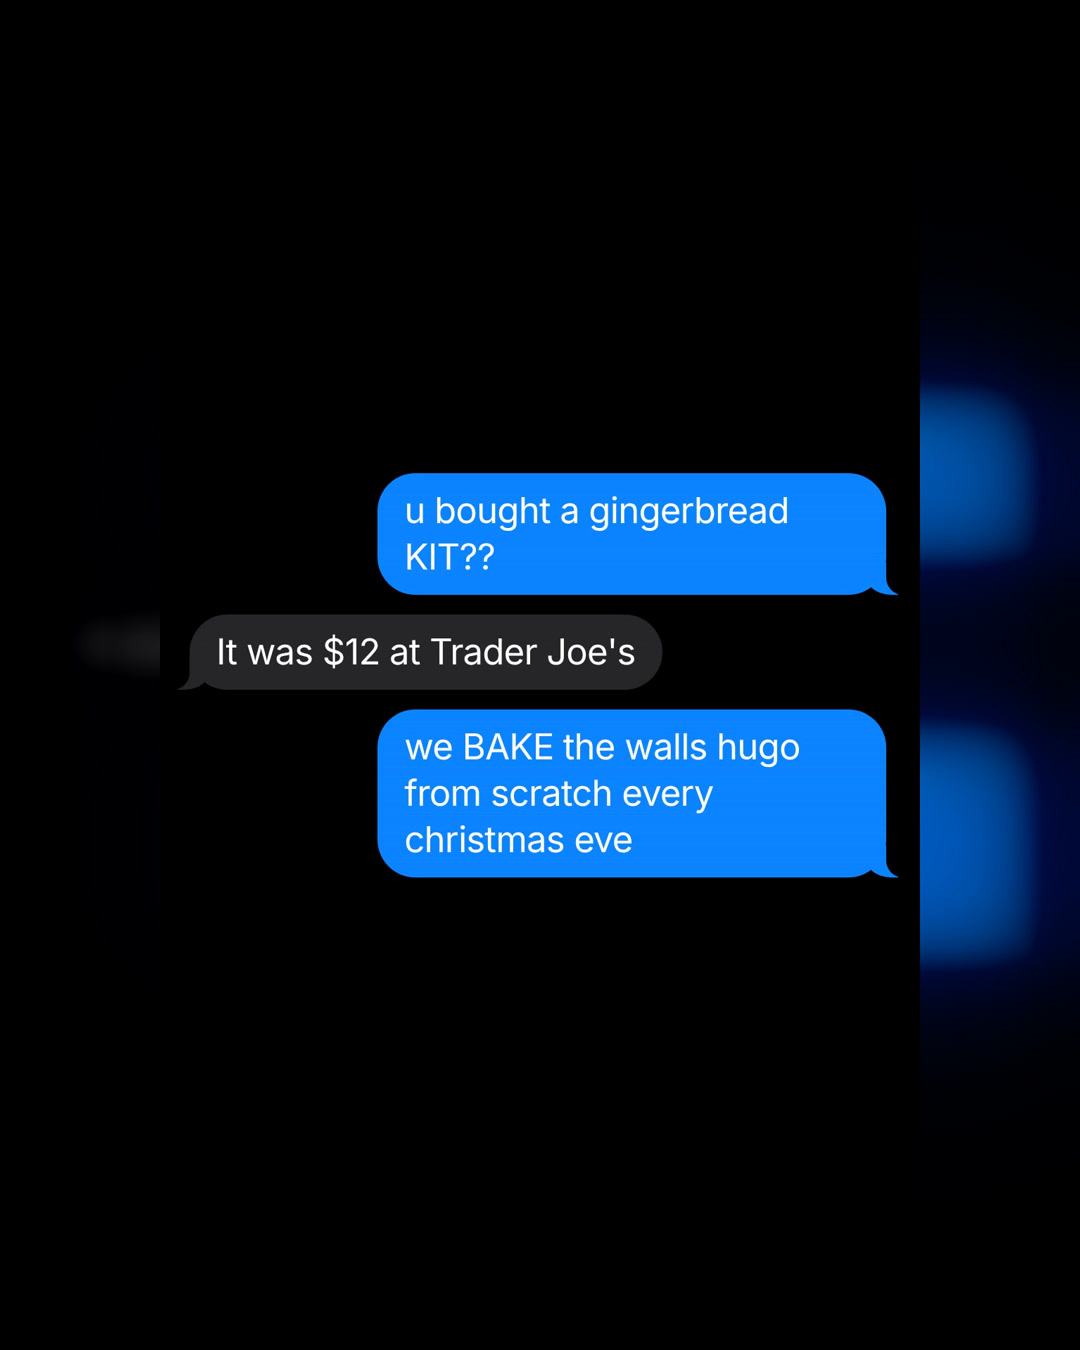 u bought a gingerbread
KIT??
It was $12 at Trader Joe's
we BAKE the walls hugo
from scratch every
christmas eve